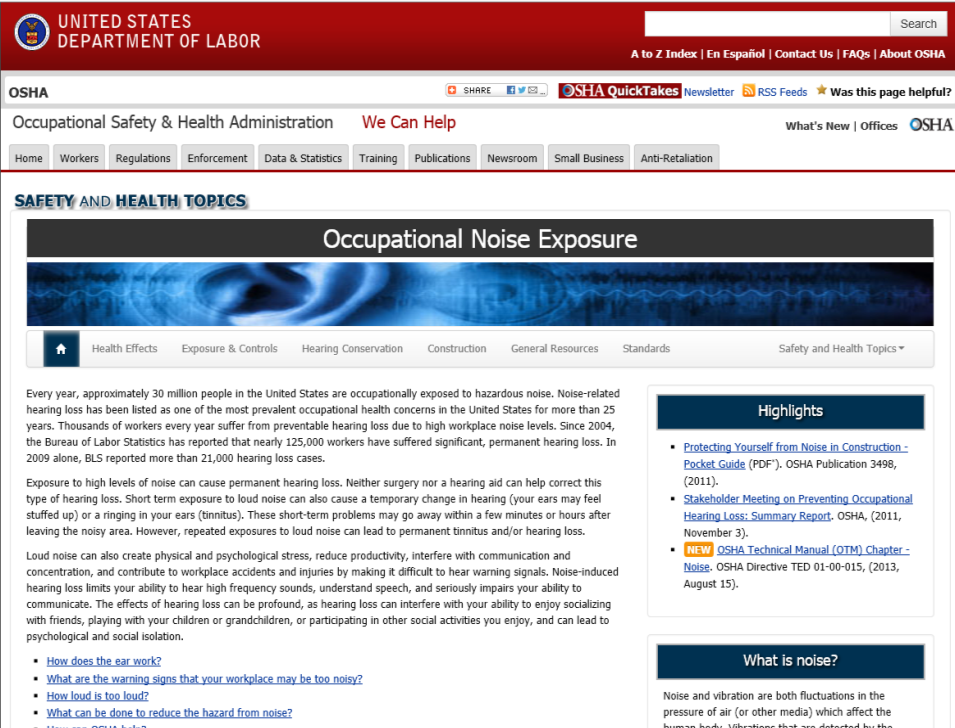 UNITED STATES
DEPARTMENT OF LABOR
Search
A to Z Index | En Español | Contact Us | FAQs | About OSHA
OSHA
SHARE
OSHA QuickTakes Newsletter RSS Feeds Was this page helpful?
Occupational Safety & Health Administration We Can Help
What's New | Offices OSHA
Home Workers Regulations Enforcement Data & Statistics Training Publications Newsroom Small Business Anti-Retaliation
SAFETY AND HEALTH TOPICS
Occupational Noise Exposure
Health Effects Exposure & Controls Hearing Conservation Construction General Resources Standards Safety and Health Topics
Every year, approximately 30 million people in the United States are occupationally exposed to hazardous noise. Noise-related
hearing loss has been listed as one of the most prevalent occupational health concerns in the United States for more than 25
years. Thousands of workers every year suffer from preventable hearing loss due to high workplace noise levels. Since 2004,
the Bureau of Labor Statistics has reported that nearly 125,000 workers have suffered significant, permanent hearing loss. In
2009 alone, BLS reported more than 21,000 hearing loss cases.
Exposure to high levels of noise can cause permanent hearing loss. Neither surgery nor a hearing aid can help correct this
type of hearing loss. Short term exposure to loud noise can also cause a temporary change in hearing (your ears may feel
stuffed up) or a ringing in your ears (tinnitus). These short-term problems may go away within a few minutes or hours after
leaving the noisy area. However, repeated exposures to loud noise can lead to permanent tinnitus and/or hearing loss.
Loud noise can also create physical and psychological stress, reduce productivity, interfere with communication and
concentration, and contribute to workplace accidents and injuries by making it difficult to hear warning signals. Noise-induced
hearing loss limits your ability to hear high frequency sounds, understand speech, and seriously impairs your ability to
communicate. The effects of hearing loss can be profound, as hearing loss can interfere with your ability to enjoy socializing
with friends, playing with your children or grandchildren, or participating in other social activities you enjoy, and can lead to
psychological and social isolation.
How does the ear work?
What are the warning signs that your workplace may be too noisy?
How loud is too loud?
What can be done to reduce the hazard from noise?
How can OSHA help?
Highlights
Protecting Yourself from Noise in Construction -
Pocket Guide (PDF*). OSHA Publication 3498,
(2011).
Stakeholder Meeting on Preventing Occupational
Hearing Loss: Summary Report. OSHA, (2011,
November 3).
NEW OSHA Technical Manual (OTM) Chapter -
Noise. OSHA Directive TED 01-00-015, (2013,
August 15).
What is noise?
Noise and vibration are both fluctuations in the
pressure of air (or other media) which affect the
human body. Vibrations that are detected by the